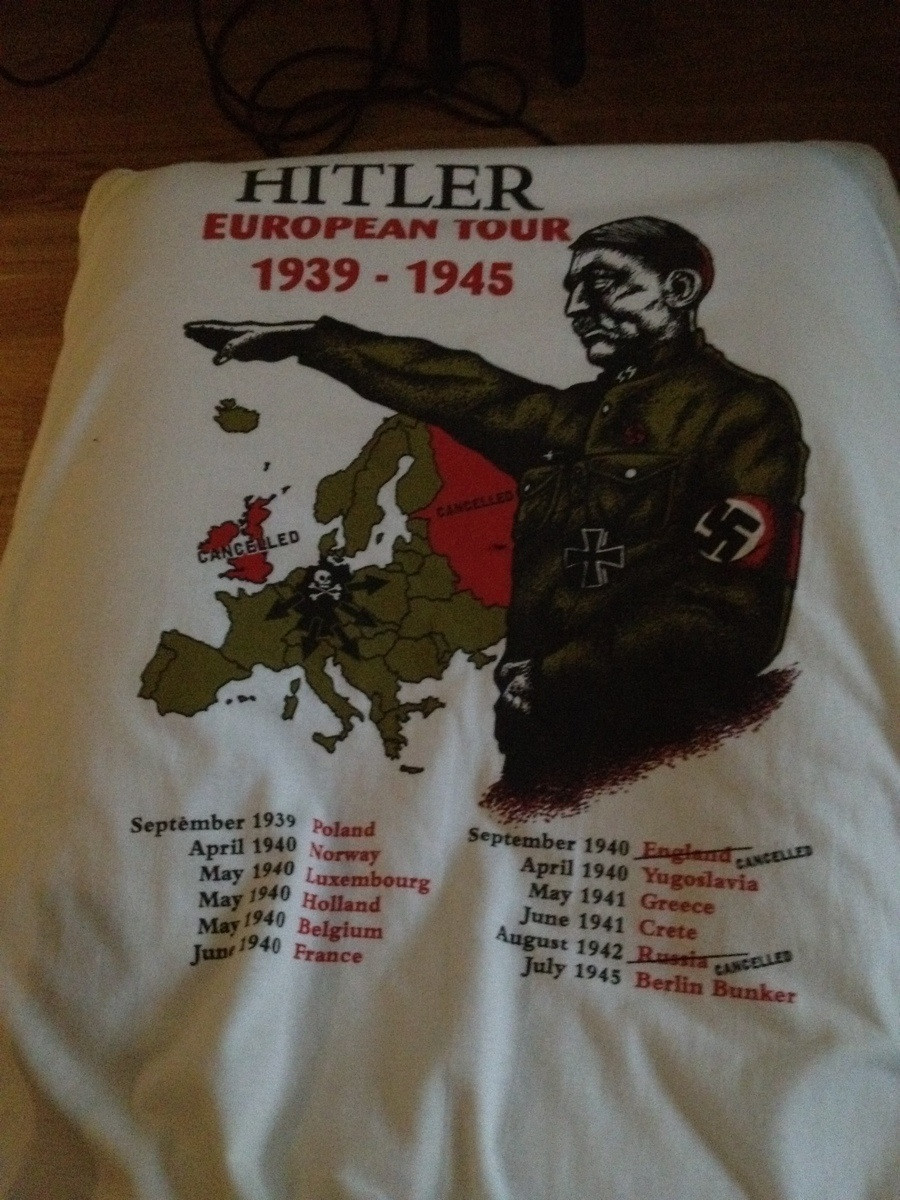 HITLER
EUROPEAN TOUR
1939 - 1945
CANCELLED
CANCELLED
September 1939 Poland
April 1940 Norway
May 1940 Luxembourg
May 1940 Holland
May 1940 Belgium
June 1940 France
September 1940 England CANCELLED
April 1940 Yugoslavia
May 1941 Greece
June 1941 Crete
August 1942 Russia CANCELLED
July 1945 Berlin Bunker